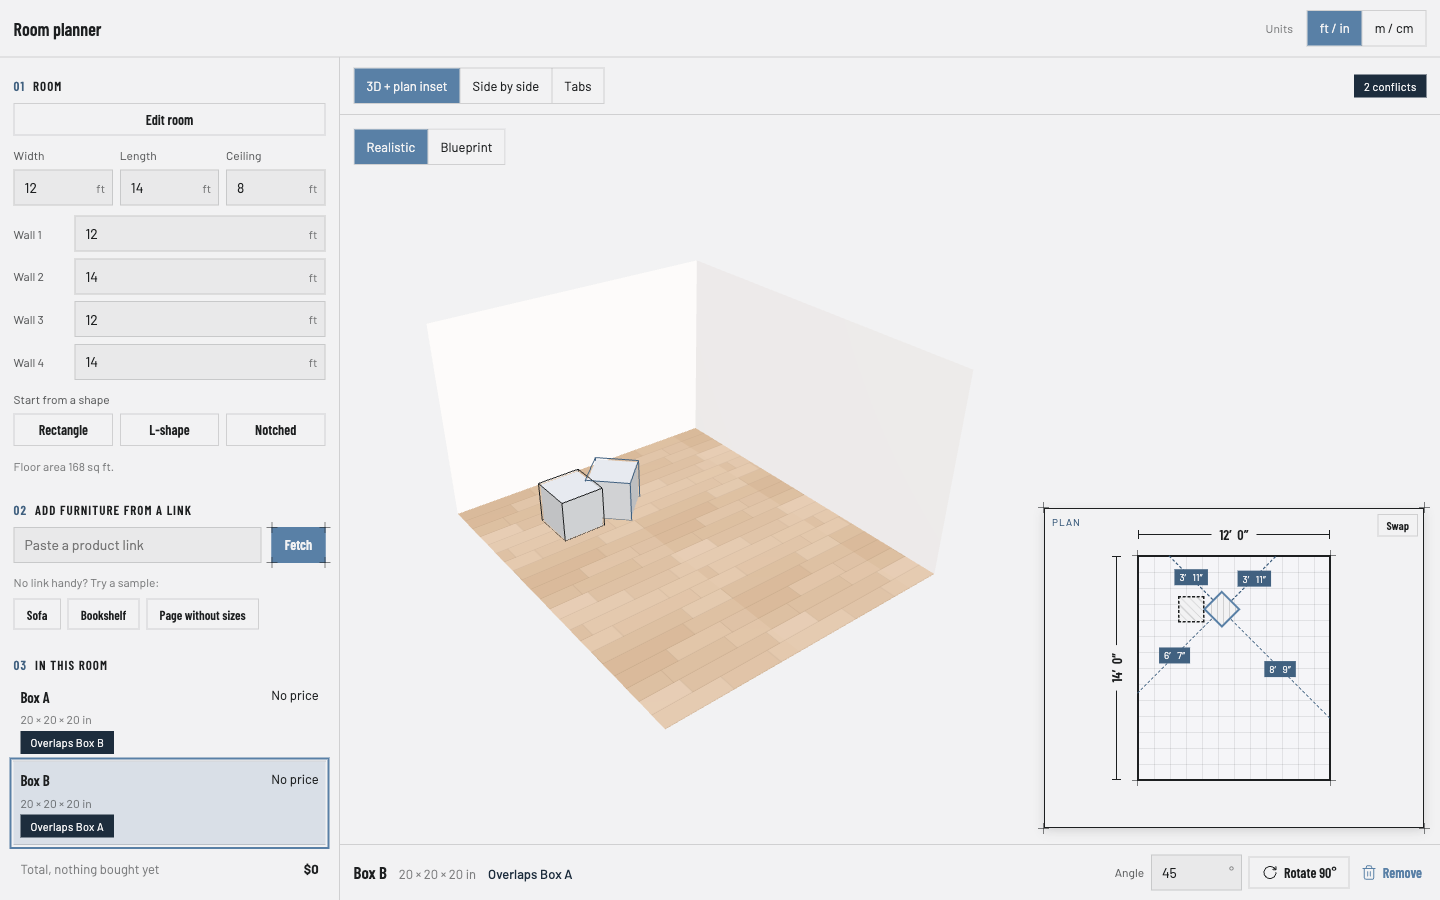 Room planner
Units
ft / in
m / cm
01 ROOM
Edit room
Width
Length
Ceiling
12 ft
14 ft
8 ft
Wall 1
12 ft
Wall 2
14 ft
Wall 3
12 ft
Wall 4
14 ft
Start from a shape
Rectangle
L-shape
Notched
Floor area 168 sq ft.
02 ADD FURNITURE FROM A LINK
Paste a product link
Fetch
No link handy? Try a sample:
Sofa
Bookshelf
Page without sizes
03 IN THIS ROOM
Box A
No price
20 × 20 × 20 in
Overlaps Box B
Box B
No price
20 × 20 × 20 in
Overlaps Box A
Total, nothing bought yet
$0
3D + plan inset
Side by side
Tabs
2 conflicts
Realistic
Blueprint
PLAN
Swap
12′ 0″
3′ 11″
3′ 11″
14′ 0″
6′ 7″
8′ 9″
Box B
20 × 20 × 20 in
Overlaps Box A
Angle
45 °
Rotate 90°
Remove